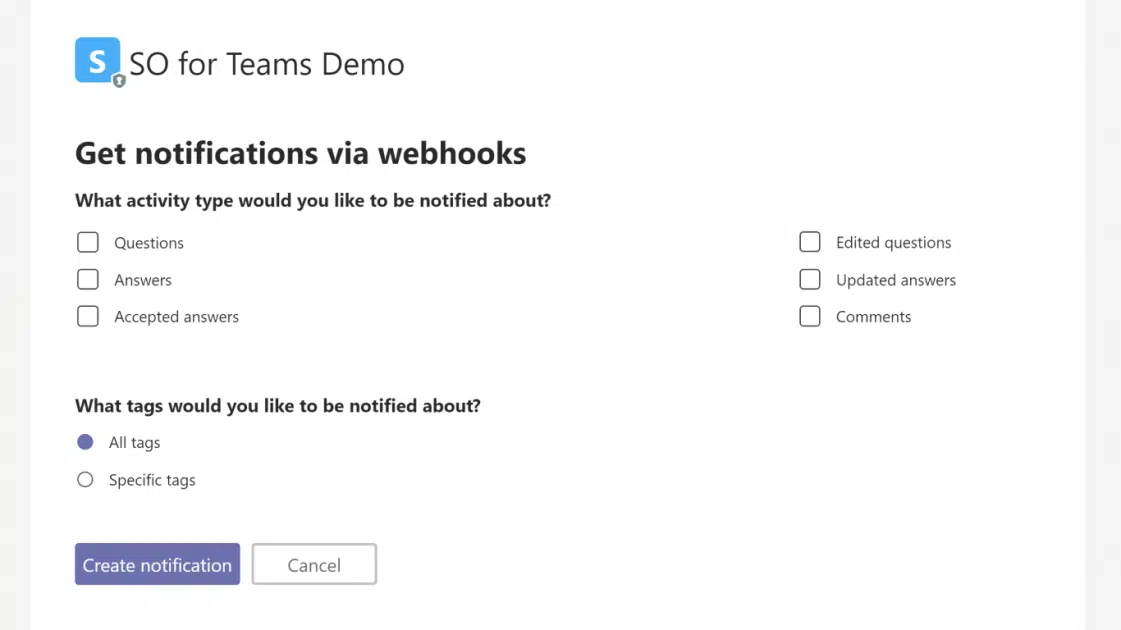 S
SO for Teams Demo
Get notifications via webhooks
What activity type would you like to be notified about?
Questions
Edited questions
Answers
Updated answers
Accepted answers
Comments
What tags would you like to be notified about?
All tags
Specific tags
Create notification
Cancel